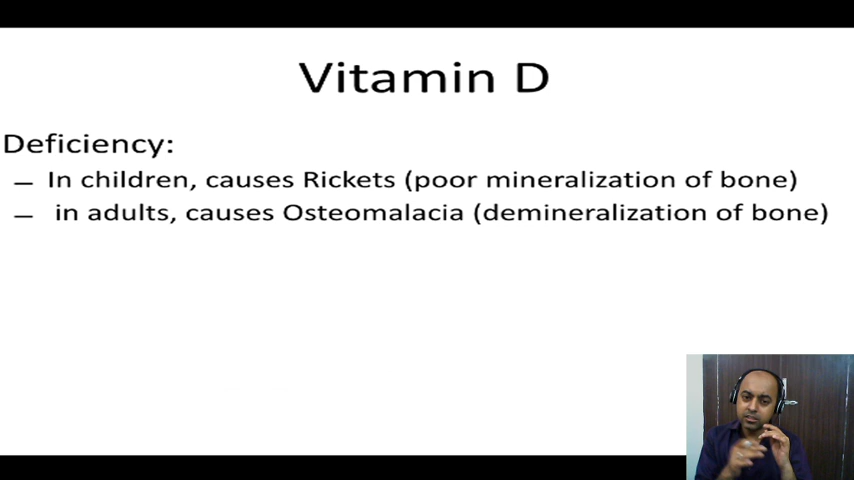 Vitamin D
Deficiency:
– In children, causes Rickets (poor mineralization of bone)
– in adults, causes Osteomalacia (demineralization of bone)